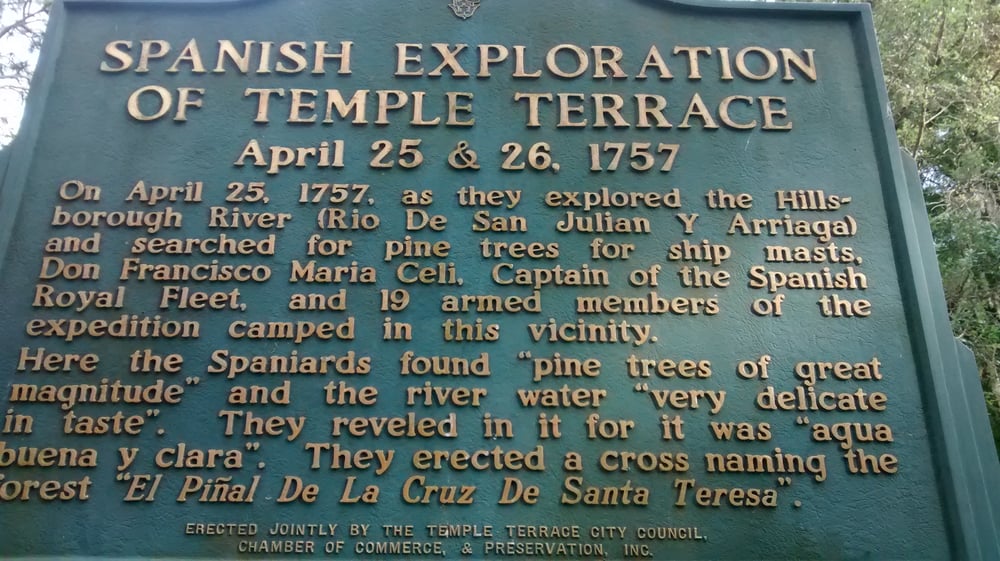 SPANISH EXPLORATION
OF TEMPLE TERRACE
April 25 & 26, 1757
On April 25, 1757, as they explored the Hills-
borough River (Rio De San Julian Y Arriaga)
and searched for pine trees for ship masts,
Don Francisco Maria Celi, Captain of the Spanish
Royal Fleet, and 19 armed members of the
expedition camped in this vicinity.
Here the Spaniards found "pine trees of great
magnitude" and the river water "very delicate
in taste". They reveled in it for it was "agua
buena y clara". They erected a cross naming the
forest "El Piñal De La Cruz De Santa Teresa".
ERECTED JOINTLY BY THE TEMPLE TERRACE CITY COUNCIL,
CHAMBER OF COMMERCE, & PRESERVATION, INC.